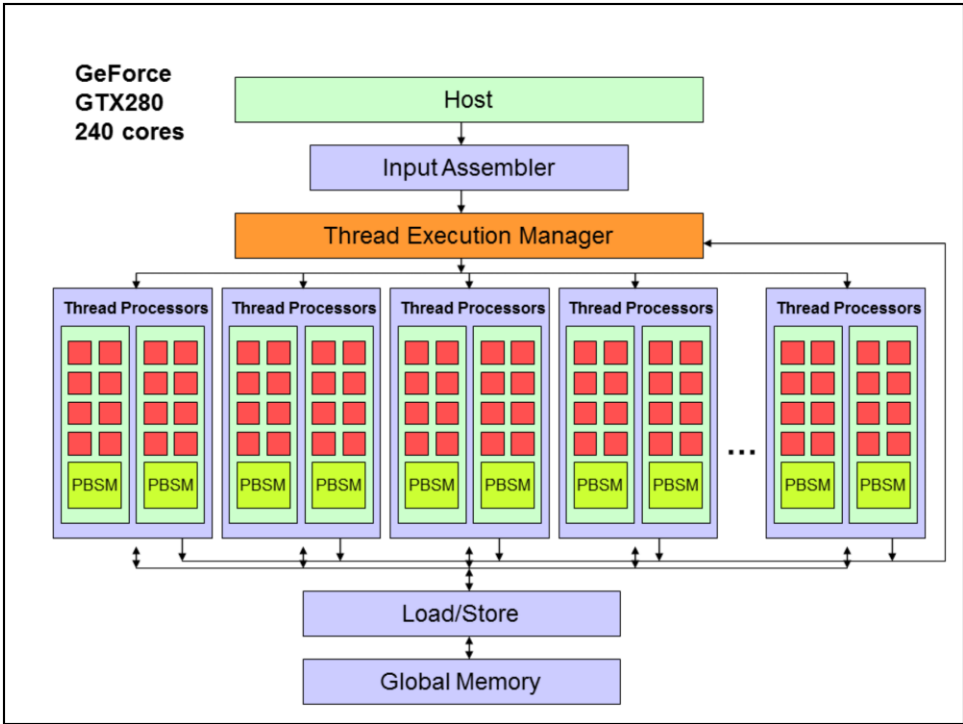 GeForce
GTX280
240 cores
Host
Input Assembler
Thread Execution Manager
Thread Processors
Thread Processors
Thread Processors
Thread Processors
Thread Processors
...
PBSM PBSM
PBSM PBSM
PBSM PBSM
PBSM PBSM
PBSM PBSM
Load/Store
Global Memory